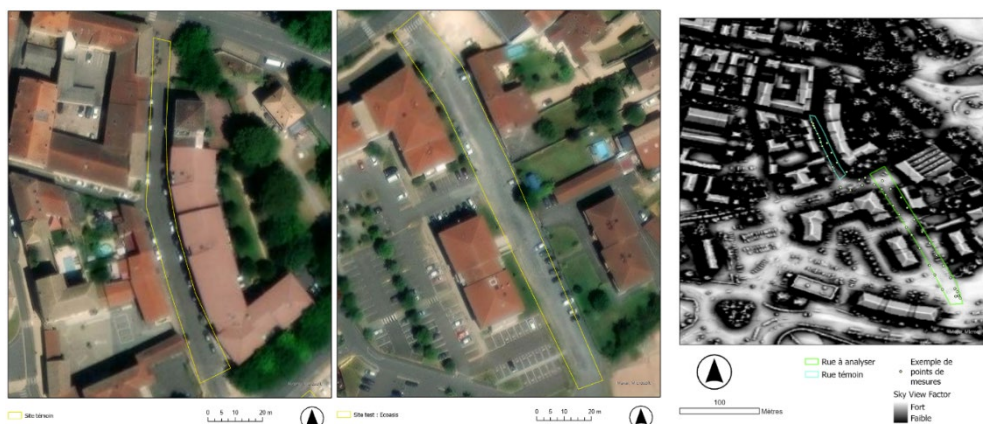 Site témoin
0 5 10 20 m
Site test : Ecossia
0 5 10 20 m
Rue à analyser
Rue témoin
Exemple de
points de
mesures
Sky View Factor
Fort
Faible
100
Mètres